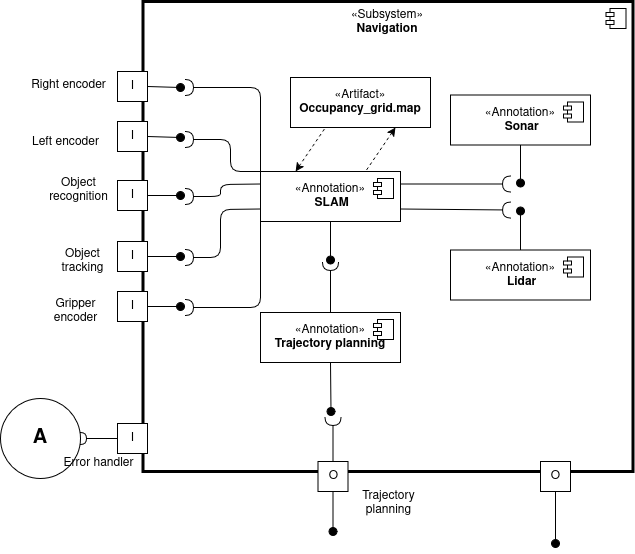 «Subsystem»
Navigation
Right encoder
I
«Artifact»
Occupancy_grid.map
«Annotation»
Sonar
Left encoder
I
Object
recognition
I
«Annotation»
SLAM
Object
tracking
I
«Annotation»
Lidar
Gripper
encoder
I
«Annotation»
Trajectory planning
A
I
Error handler
O
O
Trajectory
planning